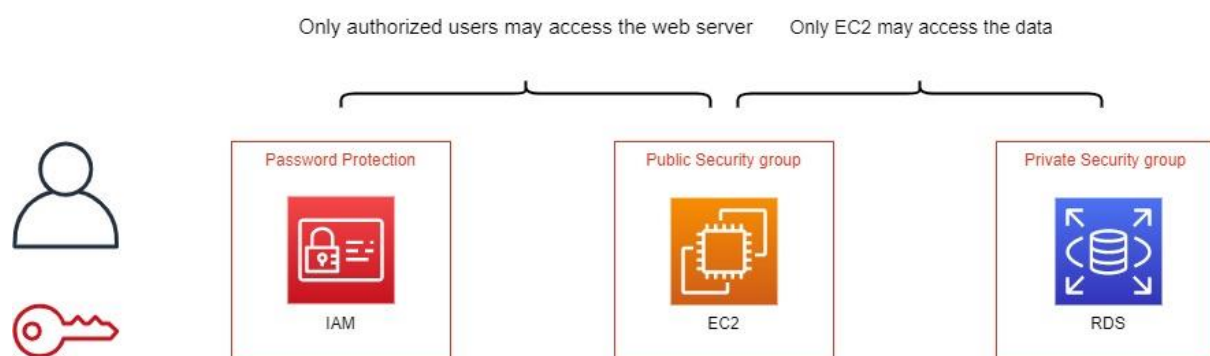 Only authorized users may access the web server
Only EC2 may access the data
Password Protection
Public Security group
Private Security group
IAM
EC2
RDS